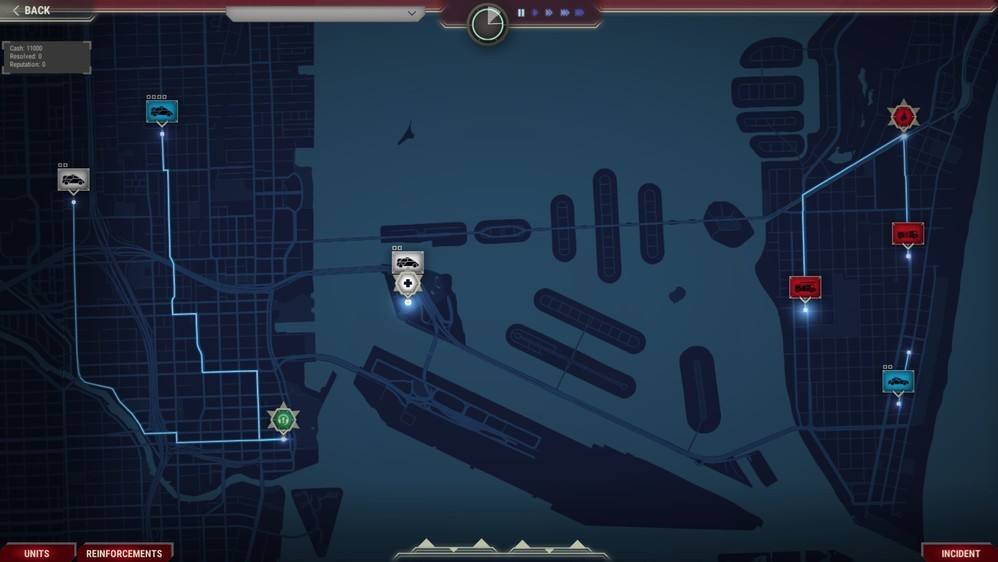 BACK
Cash: 11000
Resolved: 0
Reputation: 0
UNITS
REINFORCEMENTS
INCIDENT